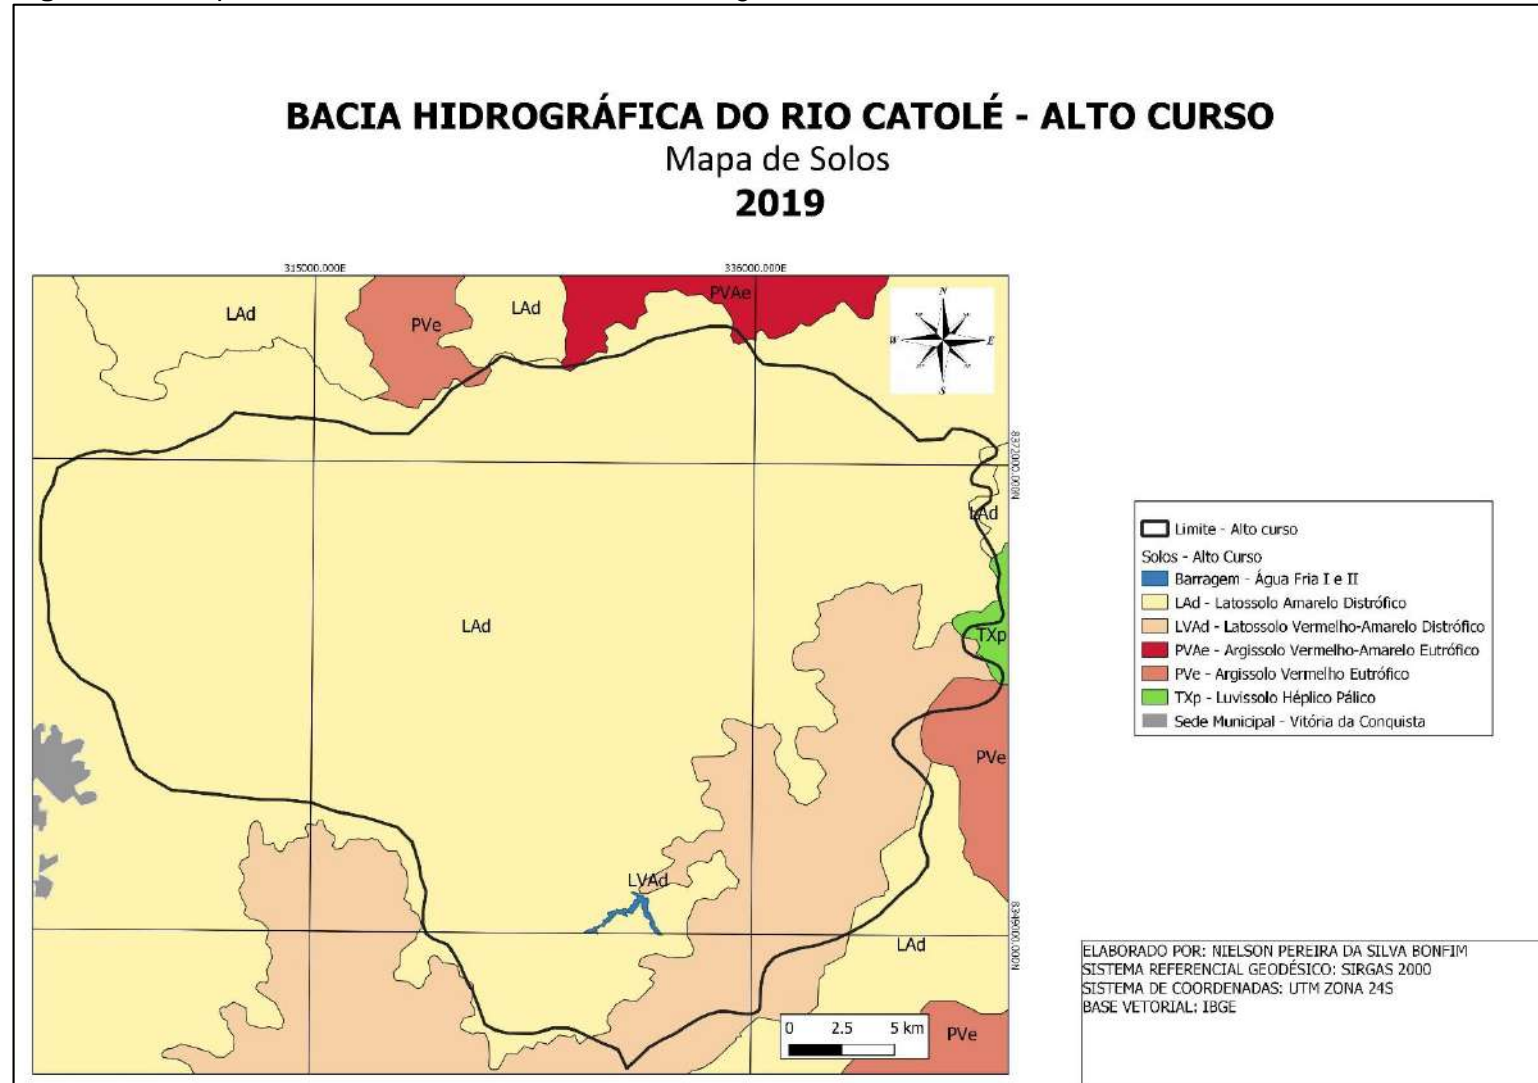 BACIA HIDROGRÁFICA DO RIO CATOLÉ - ALTO CURSO
Mapa de Solos
2019
315000.000E
336000.000E
LAd
PVe
LAd
PVAe
N
W
E
S
8372000.000N
LAd
LAd
TXp
PVe
LVAd
LAd
8349000.000N
PVe
0 2.5 5 km
Limite - Alto curso
Solos - Alto Curso
Barragem - Água Fria I e II
LAd - Latossolo Amarelo Distrófico
LVAd - Latossolo Vermelho-Amarelo Distrófico
PVAe - Argissolo Vermelho-Amarelo Eutrófico
PVe - Argissolo Vermelho Eutrófico
TXp - Luvissolo Héplico Pálico
Sede Municipal - Vitória da Conquista
ELABORADO POR: NIELSON PEREIRA DA SILVA BONFIM
SISTEMA REFERENCIAL GEODÉSICO: SIRGAS 2000
SISTEMA DE COORDENADAS: UTM ZONA 24S
BASE VETORIAL: IBGE